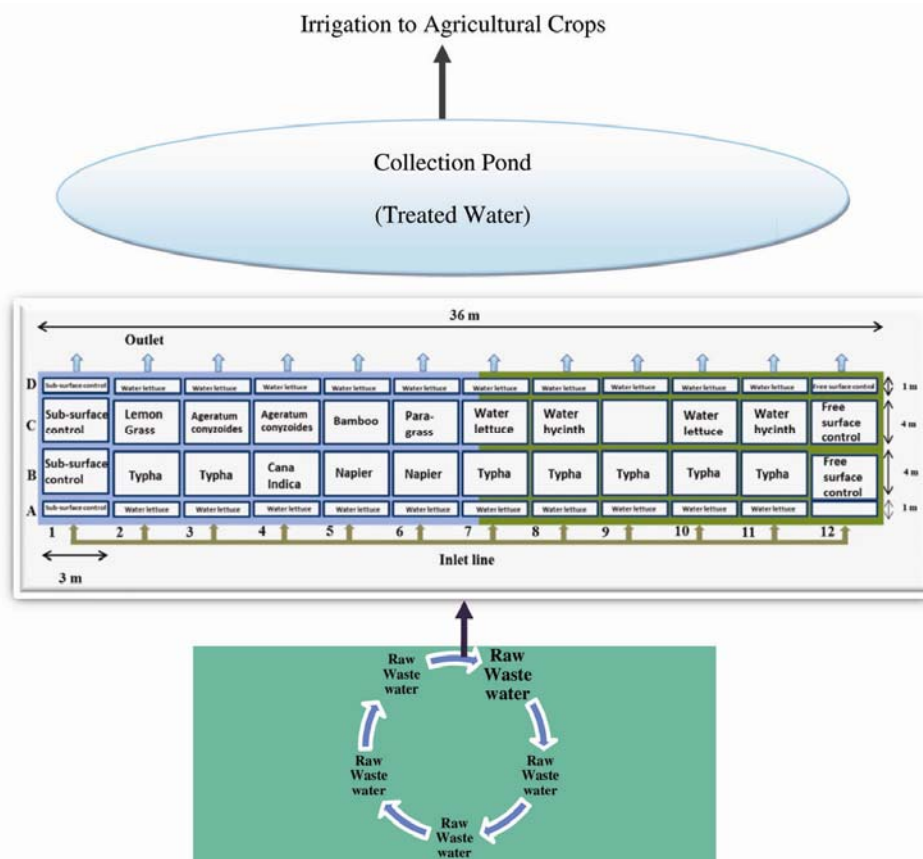 Irrigation to Agricultural Crops
Collection Pond
(Treated Water)
36 m
Outlet
D
Sub-surface control
Water lettuce
Water lettuce
Water lettuce
Water lettuce
Water lettuce
Water lettuce
Water lettuce
Water lettuce
Water lettuce
Water lettuce
Free surface control
1 m
C
Sub-surface
control
Lemon
Grass
Ageratum
conyzoides
Ageratum
conyzoides
Bamboo
Para-
grass
Water
lettuce
Water
hycinth
Water
lettuce
Water
hycinth
Free
surface
control
4 m
B
Sub-surface
control
Typha
Typha
Cana
Indica
Napier
Napier
Typha
Typha
Typha
Typha
Typha
Free
surface
control
4 m
A
Sub-surface control
Water lettuce
Water lettuce
Water lettuce
Water lettuce
Water lettuce
Water lettuce
Water lettuce
Water lettuce
Water lettuce
Water lettuce
1 m
1 2 3 4 5 6 7 8 9 10 11 12
Inlet line
3 m
Raw
Waste
water
Raw
Waste
water
Raw
Waste
water
Raw
Waste
water
Raw
Waste
water